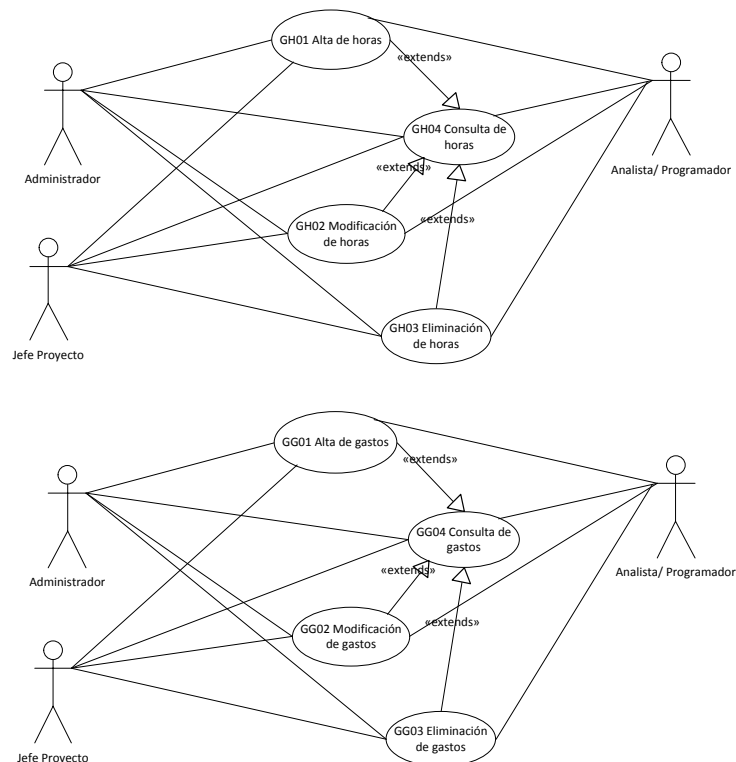 GH01 Alta de horas
«extends»
GH04 Consulta de
horas
Administrador
Analista/ Programador
«extends»
GH02 Modificación
de horas
«extends»
Jefe Proyecto
GH03 Eliminación
de horas
GG01 Alta de gastos
«extends»
GG04 Consulta de
gastos
Administrador
Analista/ Programador
«extends»
GG02 Modificación
de gastos
«extends»
Jefe Proyecto
GG03 Eliminación
de gastos